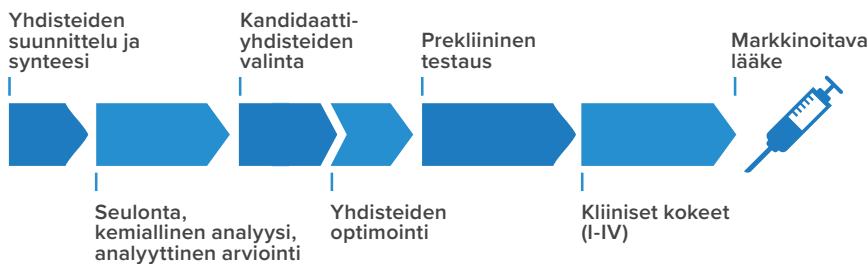 Yhdisteiden
suunnittelu ja
synteesi
Kandidaatti-
yhdisteiden
valinta
Prekliininen
testaus
Markkinoitava
lääke
Seulonta,
kemiallinen analyysi,
analyyttinen arviointi
Yhdisteiden
optimointi
Kliiniset kokeet
(I-IV)